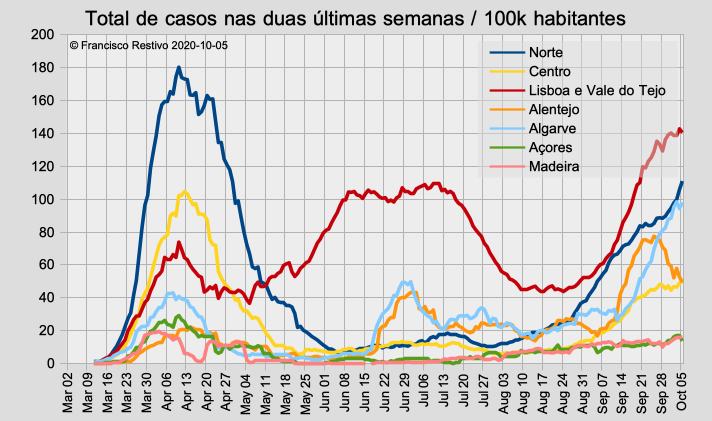 Total de casos nas duas últimas semanas / 100k habitantes
© Francisco Restivo 2020-10-05
Norte
Centro
Lisboa e Vale do Tejo
Alentejo
Algarve
Açores
Madeira
200
180
160
140
120
100
80
60
40
20
0
Mar 02
Mar 09
Mar 16
Mar 23
Mar 30
Apr 06
Apr 13
Apr 20
Apr 27
May 04
May 11
May 18
May 25
Jun 01
Jun 08
Jun 15
Jun 22
Jun 29
Jul 06
Jul 13
Jul 20
Jul 27
Aug 03
Aug 10
Aug 17
Aug 24
Aug 31
Sep 07
Sep 14
Sep 21
Sep 28
Oct 05